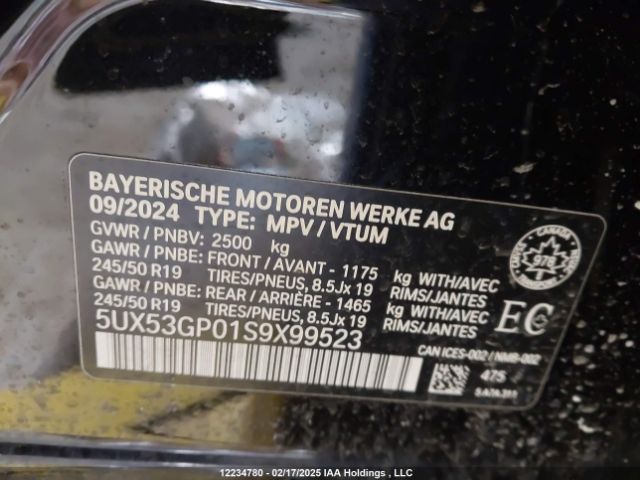 BAYERISCHE MOTOREN WERKE AG
09/2024 TYPE: MPV / VTUM
GVWR / PNBV: 2500 kg
GAWR / PNBE: FRONT / AVANT - 1175 kg WITH/AVEC
245/50 R19 TIRES/PNEUS, 8.5Jx19 RIMS/JANTES
GAWR / PNBE: REAR / ARRIÈRE - 1465 kg WITH/AVEC
245/50 R19 TIRES/PNEUS, 8.5Jx19 RIMS/JANTES
5UX53GP01S9X99523
CANADA
978
T
EC
CAN ICES-002 / NMB-002
475
12234780 - 02/17/2025 IAA Holdings , LLC